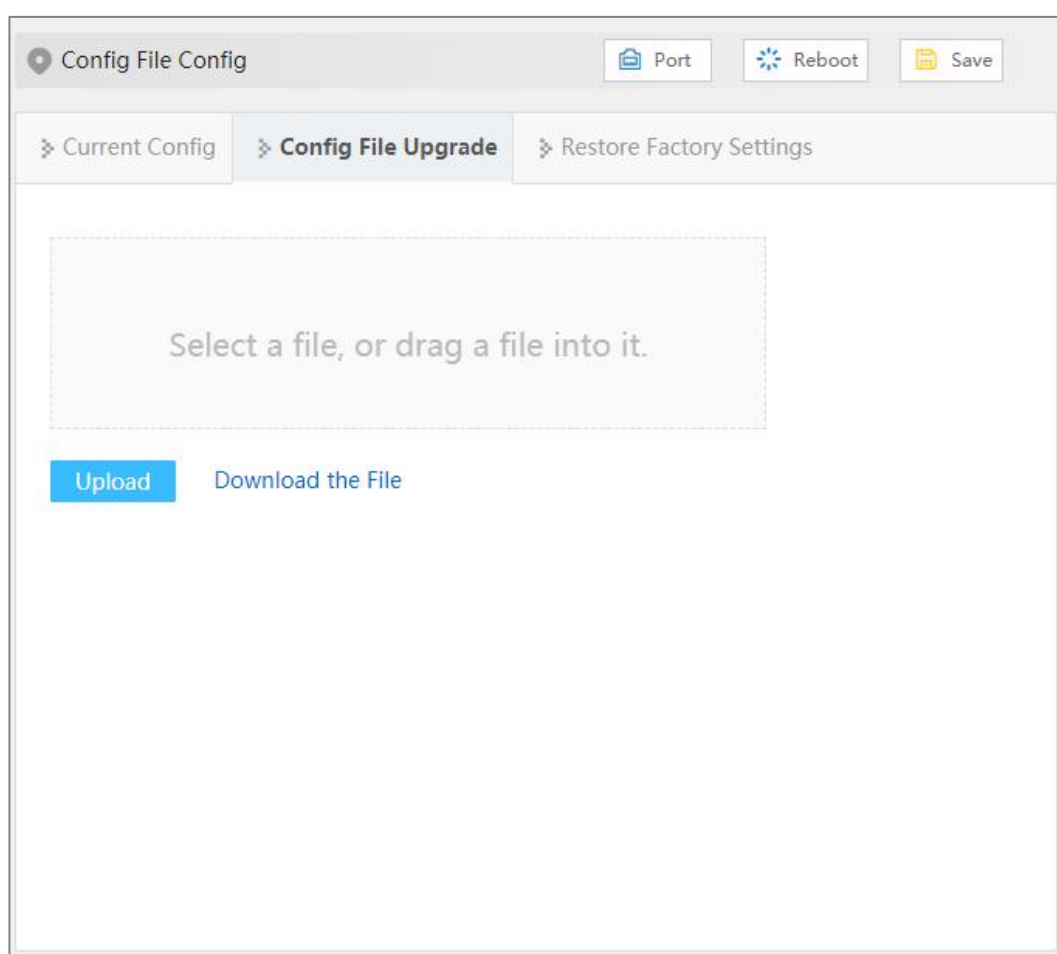 Config File Config Port Reboot Save
Current Config Config File Upgrade Restore Factory Settings
Select a file, or drag a file into it.
Upload Download the File